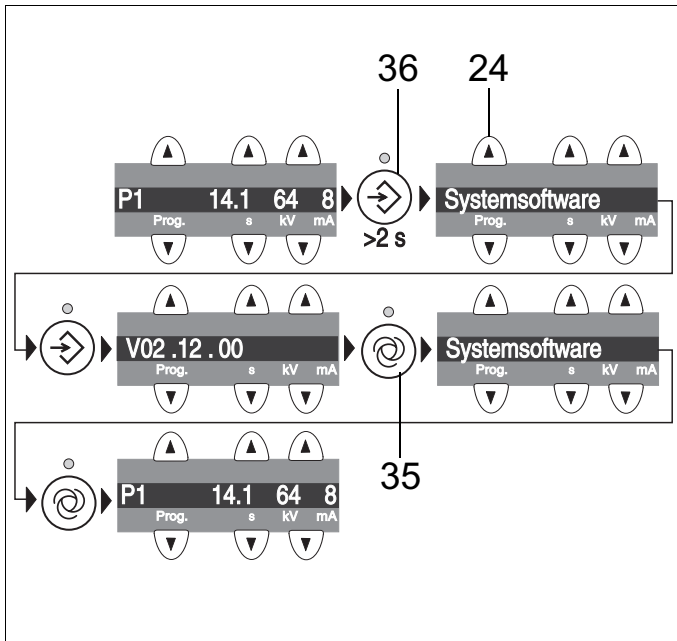 36 24
P1 14.1 64 8
Prog. s kV mA
>2 s
Systemsoftware
Prog. s kV mA
V02 .12 . 00
Prog. s kV mA
Systemsoftware
Prog. s kV mA
35
P1 14.1 64 8
Prog. s kV mA